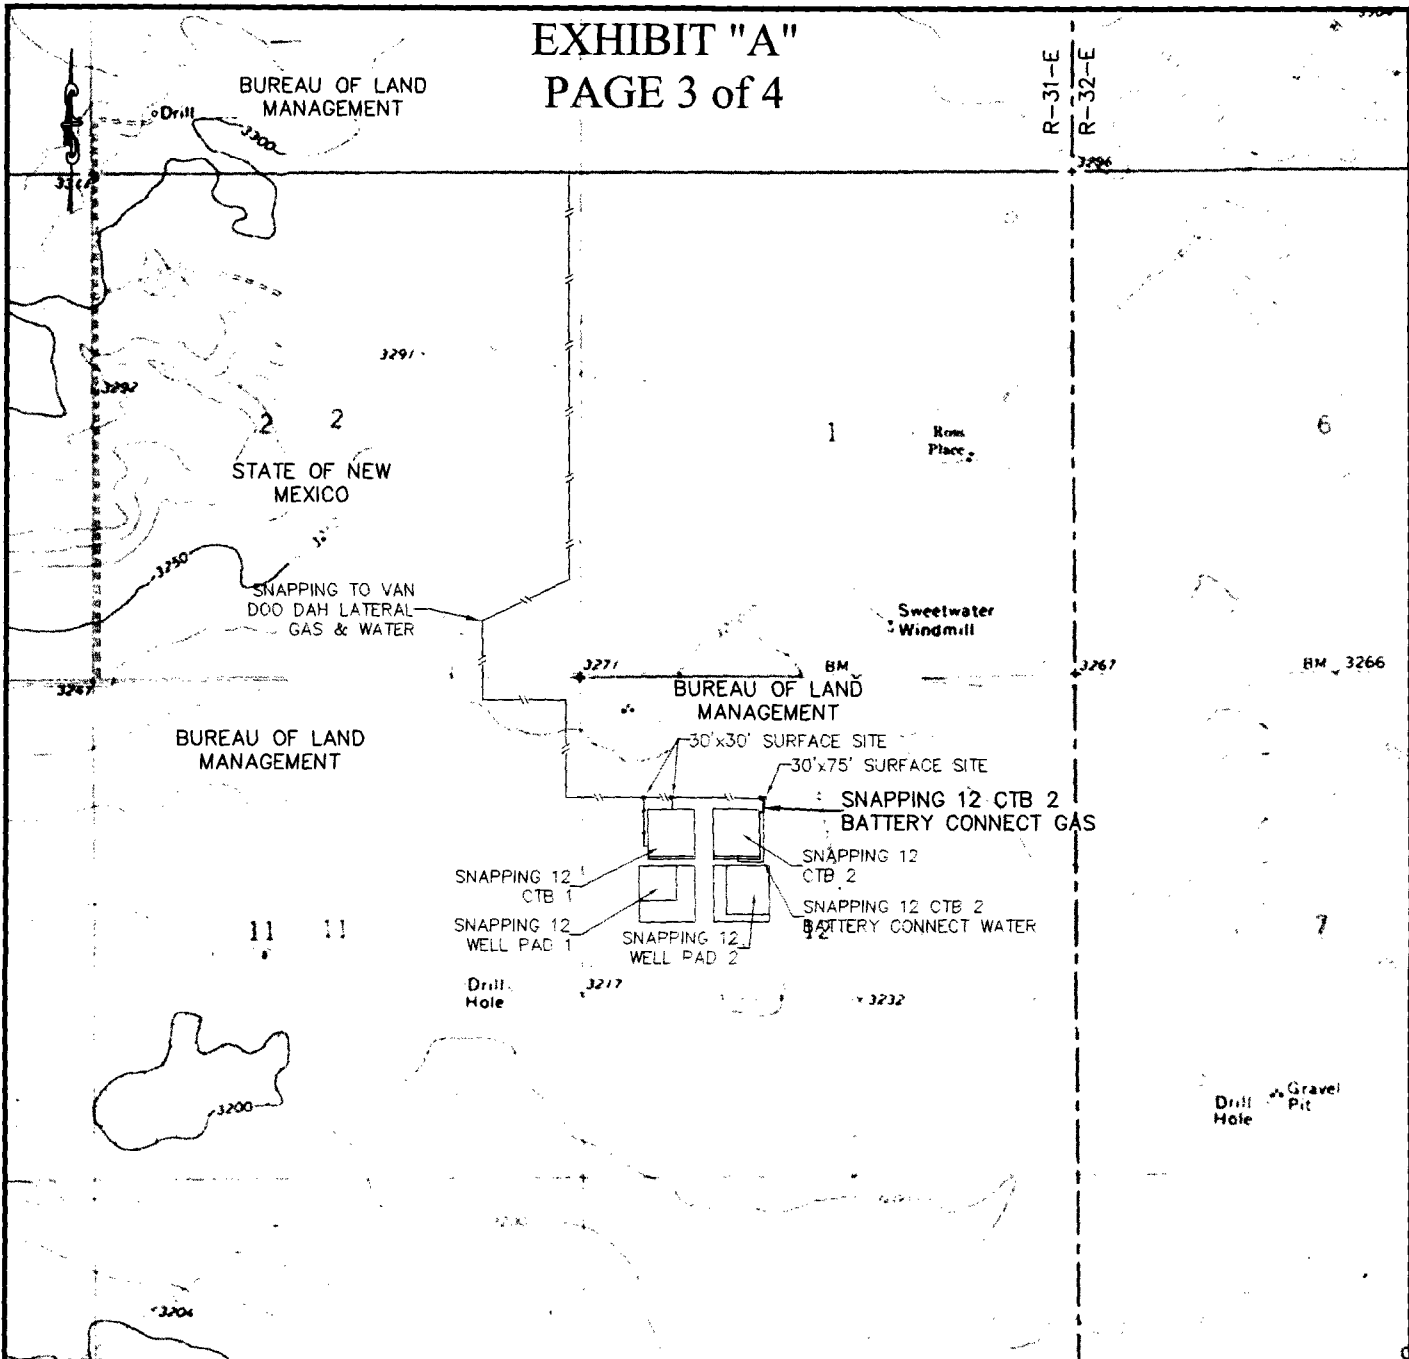 EXHIBIT "A"
PAGE 3 of 4
R-31-E
R-32-E
BUREAU OF LAND
MANAGEMENT
Drill
3300
3296
3291
3292
2
2
1
6
Ross
Place
STATE OF NEW
MEXICO
3250
SNAPPING TO VAN
DOO DAH LATERAL
GAS & WATER
Sweetwater
Windmill
3271
BM
3267
BM 3266
3267
BUREAU OF LAND
MANAGEMENT
BUREAU OF LAND
MANAGEMENT
30'x30' SURFACE SITE
30'x75' SURFACE SITE
SNAPPING 12 CTB 2
BATTERY CONNECT GAS
SNAPPING 12
CTB 2
SNAPPING 12
CTB 1
SNAPPING 12 CTB 2
BATTERY CONNECT WATER
SNAPPING 12
WELL PAD 1
SNAPPING 12
WELL PAD 2
11
11
12
7
Drill
Hole
3217
3232
3200
Drill
Hole
Gravel
Pit
3204